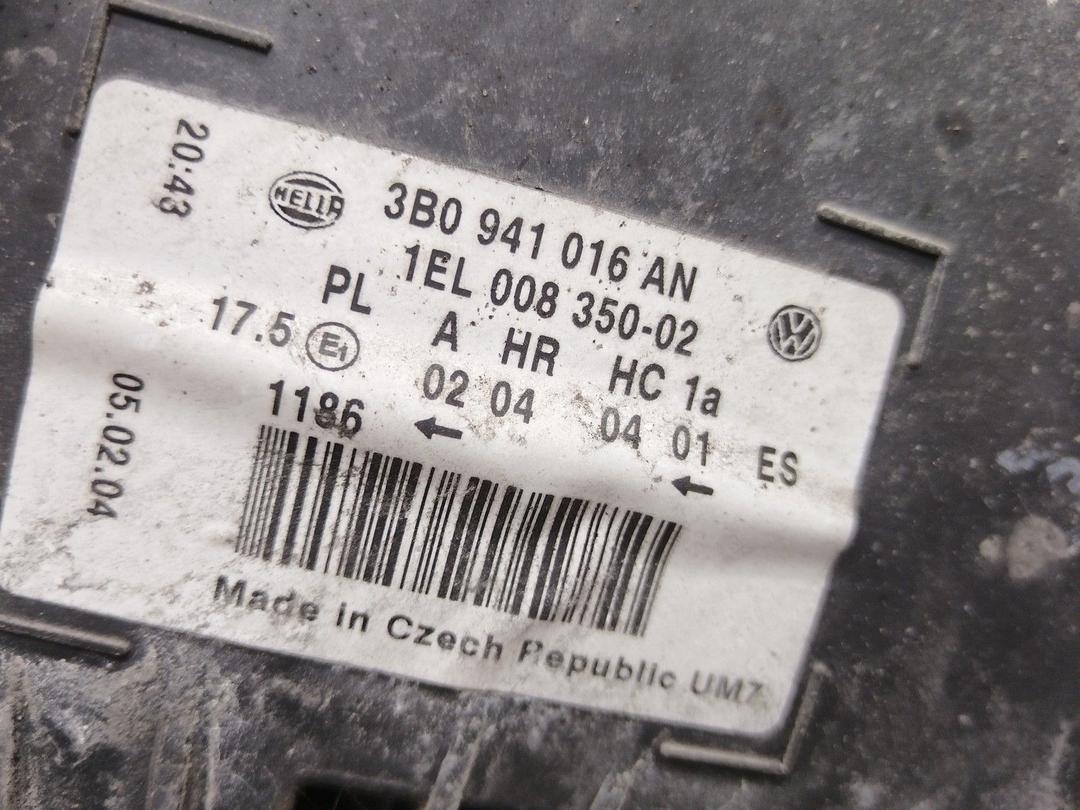 20:43
HELLA
3B0 941 016 AN
1EL 008 350-02
PL A HR HC 1a
17.5 E1 02 04 04 01 ES
1186 ← ←
05.02.04
Made in Czech Republic UM7